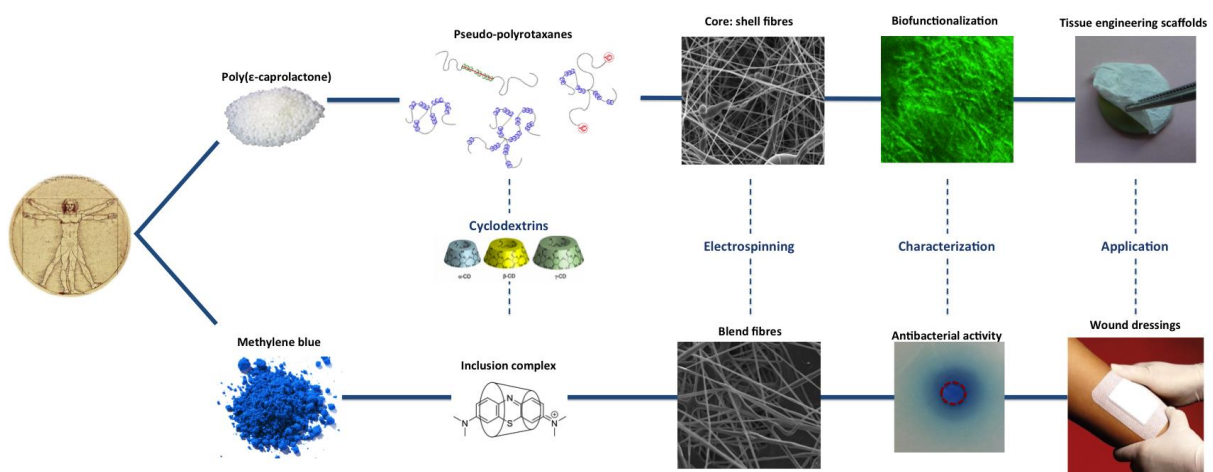 Core: shell fibres
Biofunctionalization
Tissue engineering scaffolds
Pseudo-polyrotaxanes
Poly(ε-caprolactone)
Cyclodextrins
α-CD
β-CD
γ-CD
Electrospinning
Characterization
Application
Methylene blue
Inclusion complex
Blend fibres
Antibacterial activity
Wound dressings
N
N
S
N
⊕